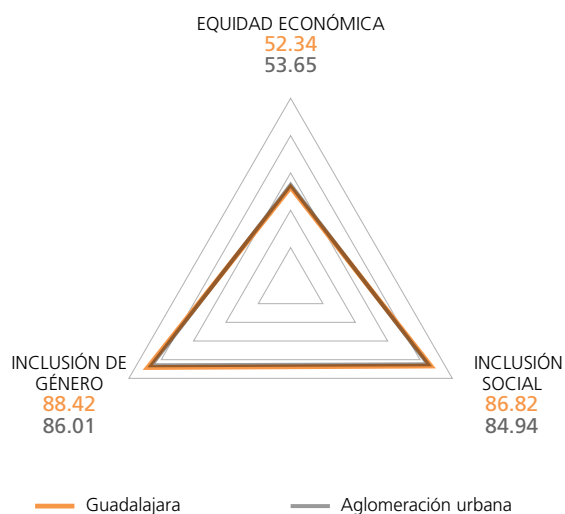 EQUIDAD ECONÓMICA
52.34
53.65
INCLUSIÓN DE
GÉNERO
88.42
86.01
INCLUSIÓN
SOCIAL
86.82
84.94
Guadalajara
Aglomeración urbana